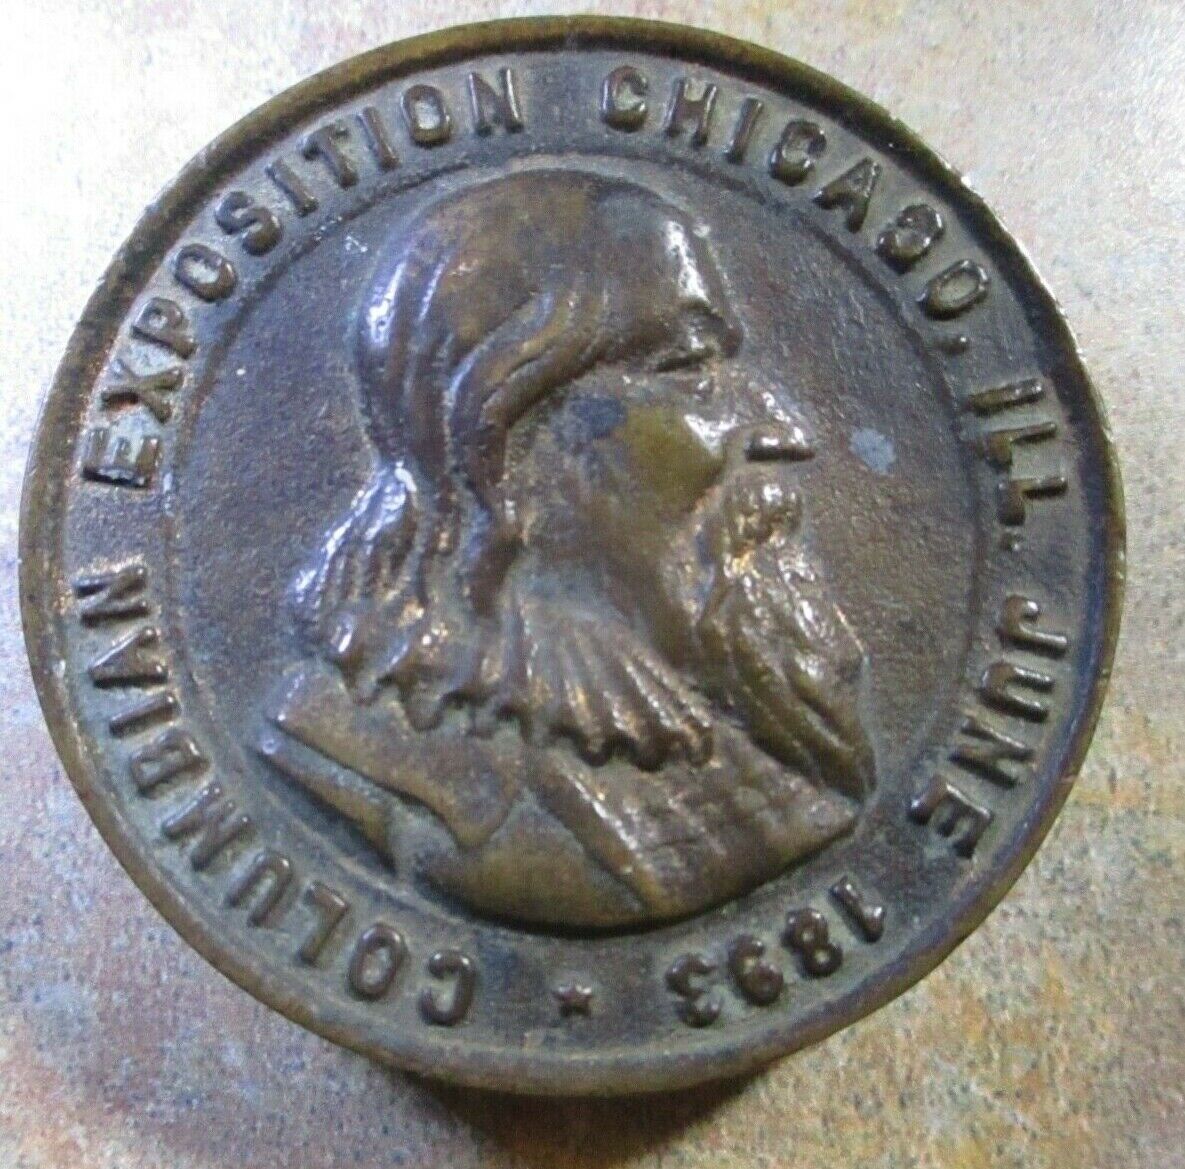 COLUMBIAN EXPOSITION CHICAGO, ILL. JUNE 1893